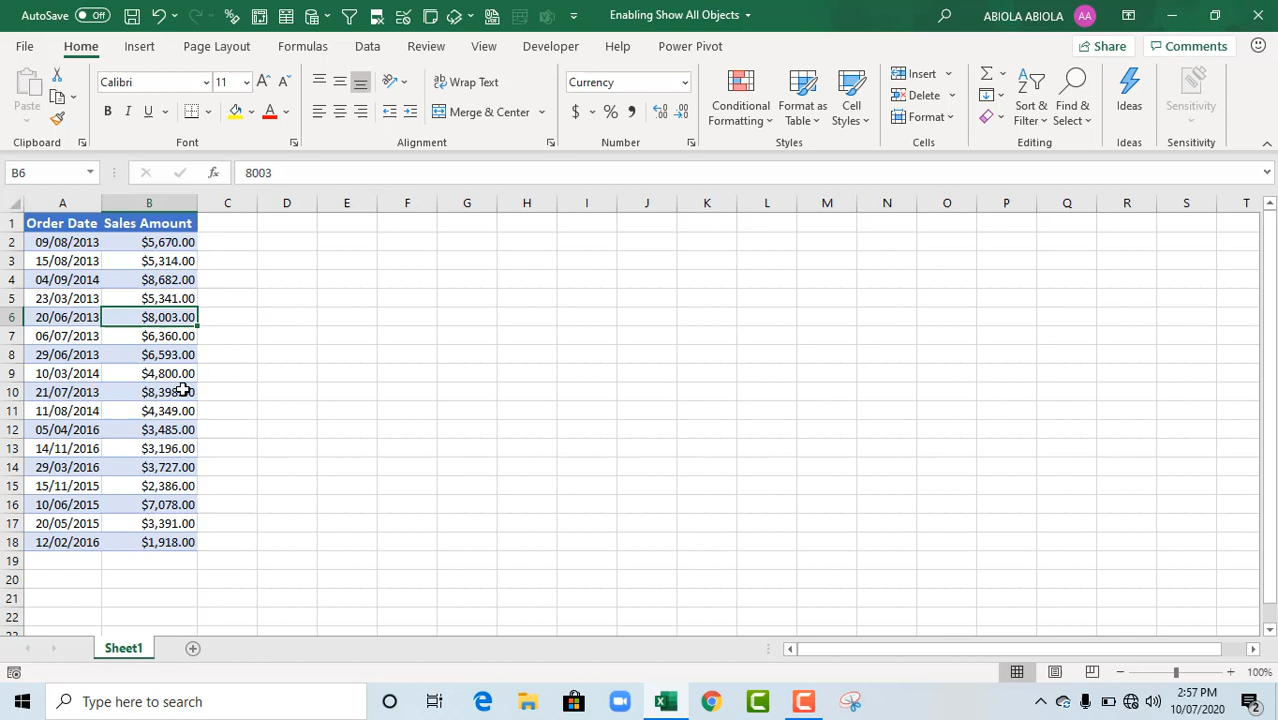 AutoSave Off Enabling Show All Objects ABIOLA ABIOLA AA
File Home Insert Page Layout Formulas Data Review View Developer Help Power Pivot Share Comments
Paste Calibri 11 Wrap Text Currency Conditional Formatting Format as Table Cell Styles Insert Sort & Filter Find & Select Ideas Sensitivity
B I U Merge & Center $ % Delete
Format
Clipboard Font Alignment Number Styles Cells Editing Ideas Sensitivity
B6 fx 8003
A B C D E F G H I J K L M N O P Q R S T
1 Order Date Sales Amount
2 09/08/2013 $5,670.00
3 15/08/2013 $5,314.00
4 04/09/2014 $8,682.00
5 23/03/2013 $5,341.00
6 20/06/2013 $8,003.00
7 06/07/2013 $6,360.00
8 29/06/2013 $6,593.00
9 10/03/2014 $4,800.00
10 21/07/2013 $8,398
11 11/08/2014 $4,349.00
12 05/04/2016 $3,485.00
13 14/11/2016 $3,196.00
14 29/03/2016 $3,727.00
15 15/11/2015 $2,386.00
16 10/06/2015 $7,078.00
17 20/05/2015 $3,391.00
18 12/02/2016 $1,918.00
19
20
21
22
Sheet1
100%
Type here to search 2:57 PM
10/07/2020 2